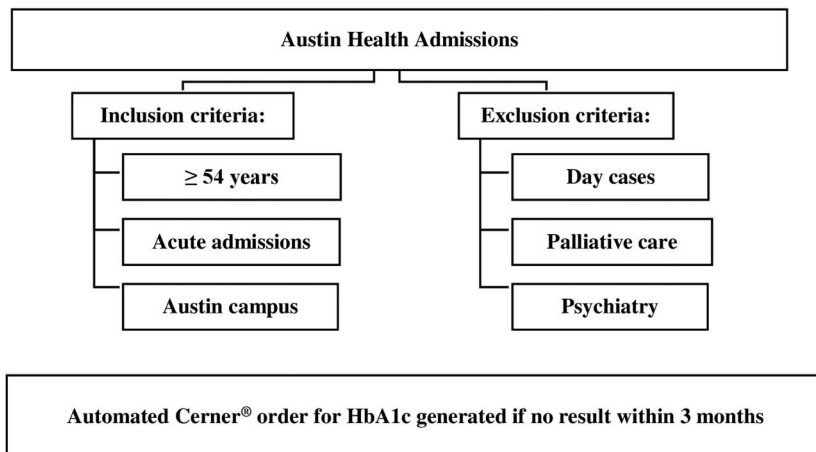 Austin Health Admissions
Inclusion criteria:
≥ 54 years
Acute admissions
Austin campus
Exclusion criteria:
Day cases
Palliative care
Psychiatry
Automated Cerner® order for HbA1c generated if no result within 3 months